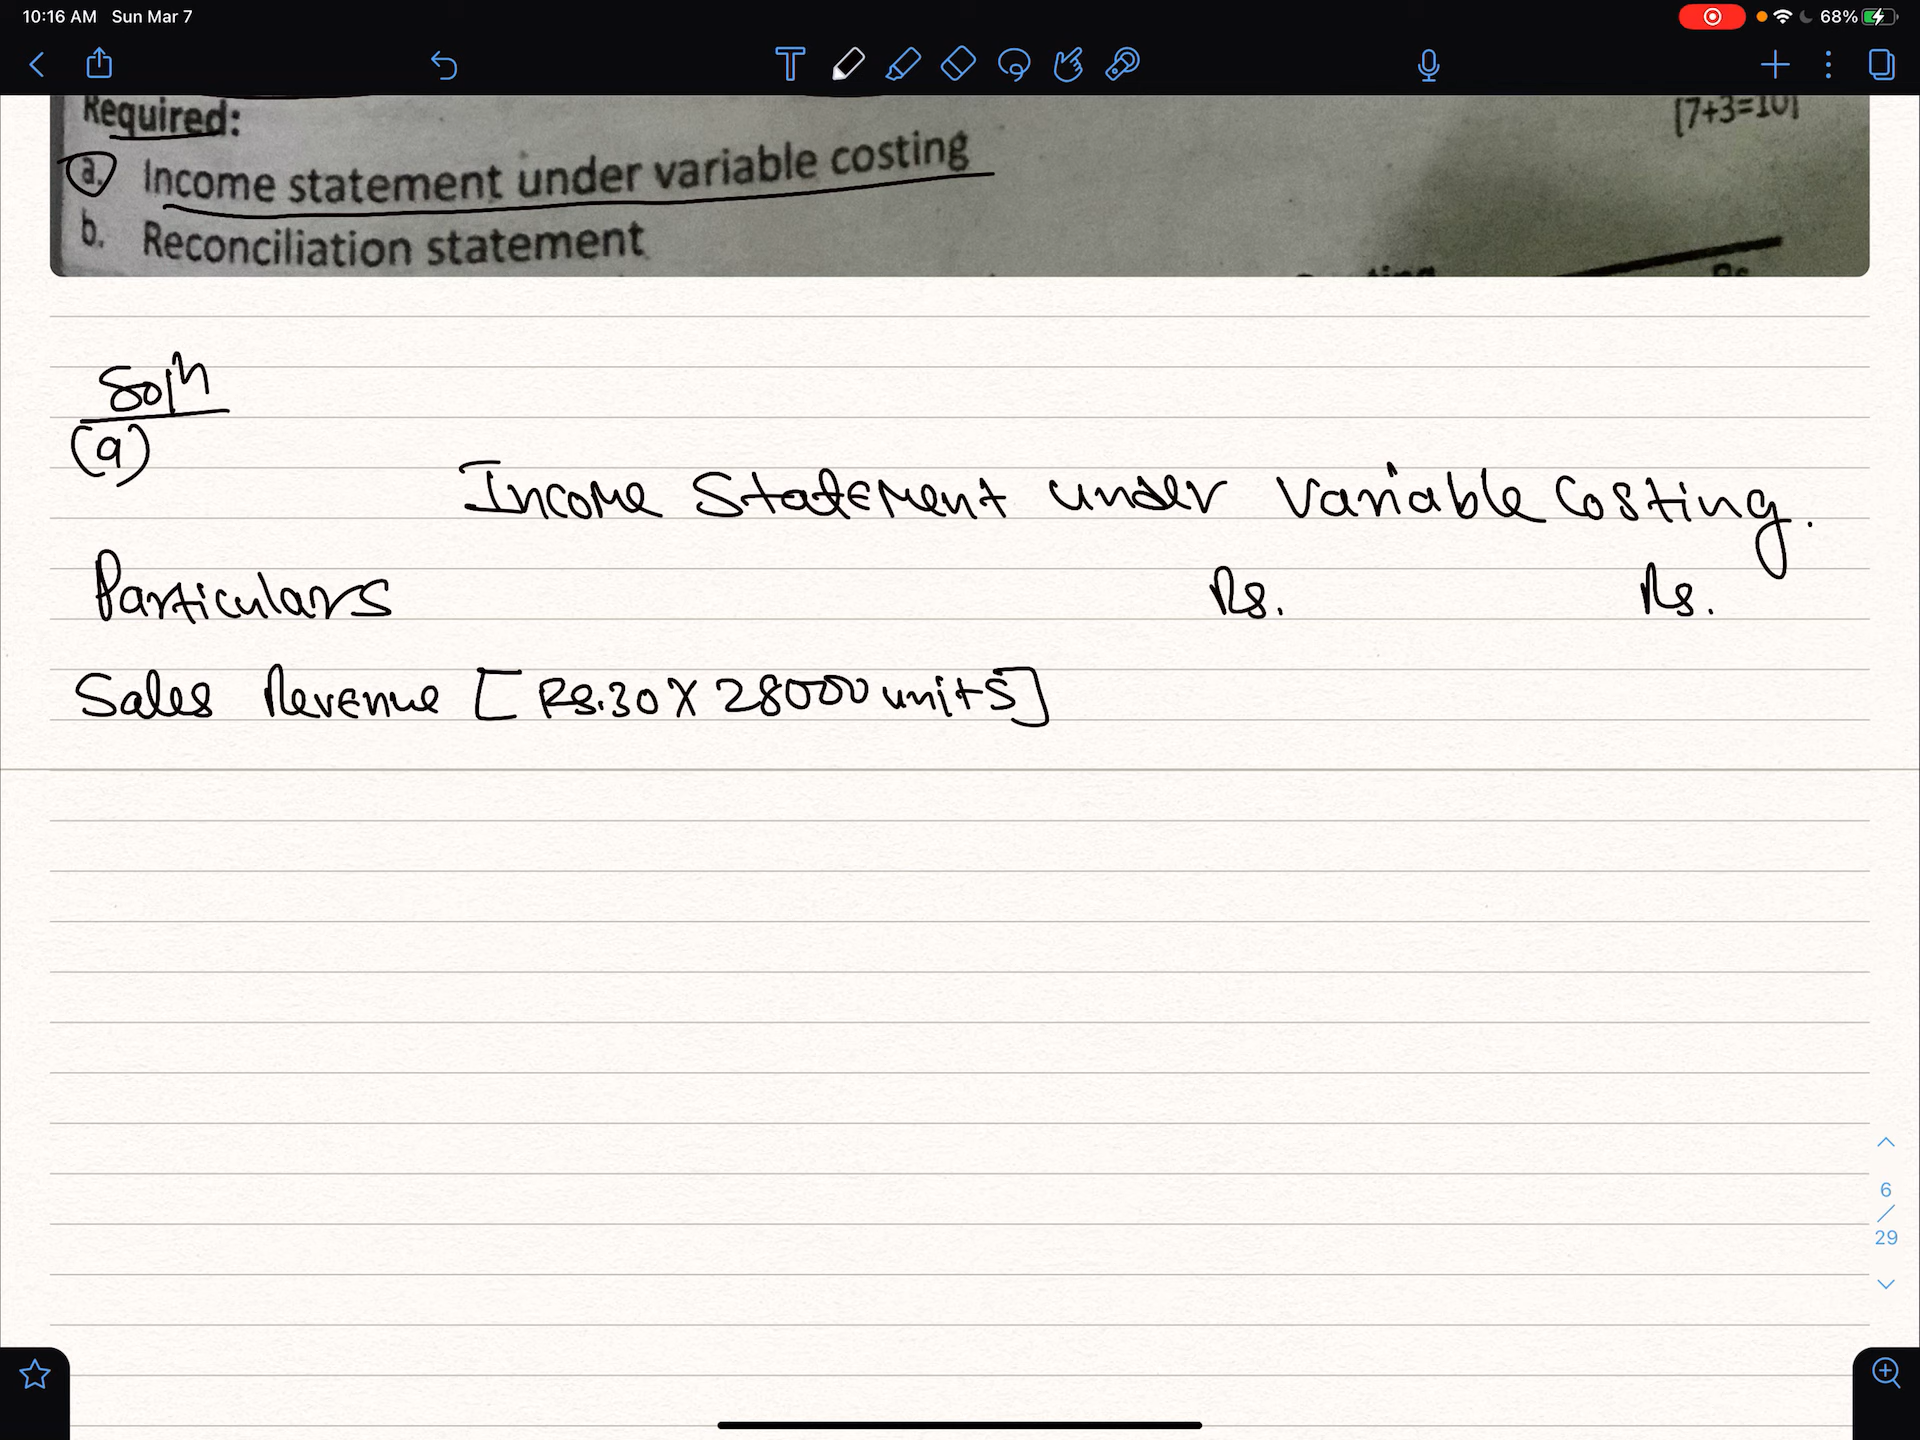 10:16 AM Sun Mar 7
68%
Required:
[7+3=10]
a. Income statement under variable costing
b. Reconciliation statement
Soln
(a)
Income Statement under Variable Costing.
Particulars Rs. Rs.
Sales Revenue [Rs.30 X 28000 units]
6
/
29